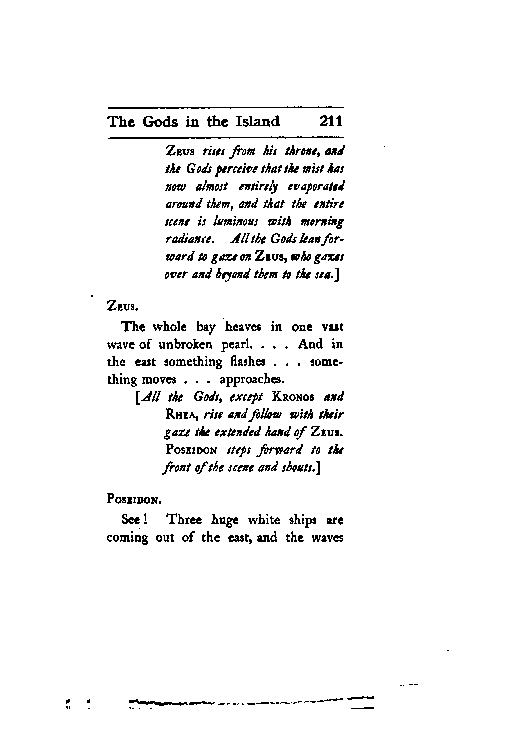 The Gods in the Island 211
ZEUS rises from his throne, and
the Gods perceive that the mist has
now almost entirely evaporated
around them, and that the entire
scene is luminous with morning
radiance. All the Gods lean for-
ward to gaze on ZEUS, who gazes
over and beyond them to the sea.]
ZEUS.
The whole bay heaves in one vast
wave of unbroken pearl. . . . And in
the east something flashes . . . some-
thing moves . . . approaches.
[All the Gods, except KRONOS and
RHEA, rise and follow with their
gaze the extended hand of ZEUS.
POSEIDON steps forward to the
front of the scene and shouts.]
POSEIDON.
See! Three huge white ships are
coming out of the east, and the waves